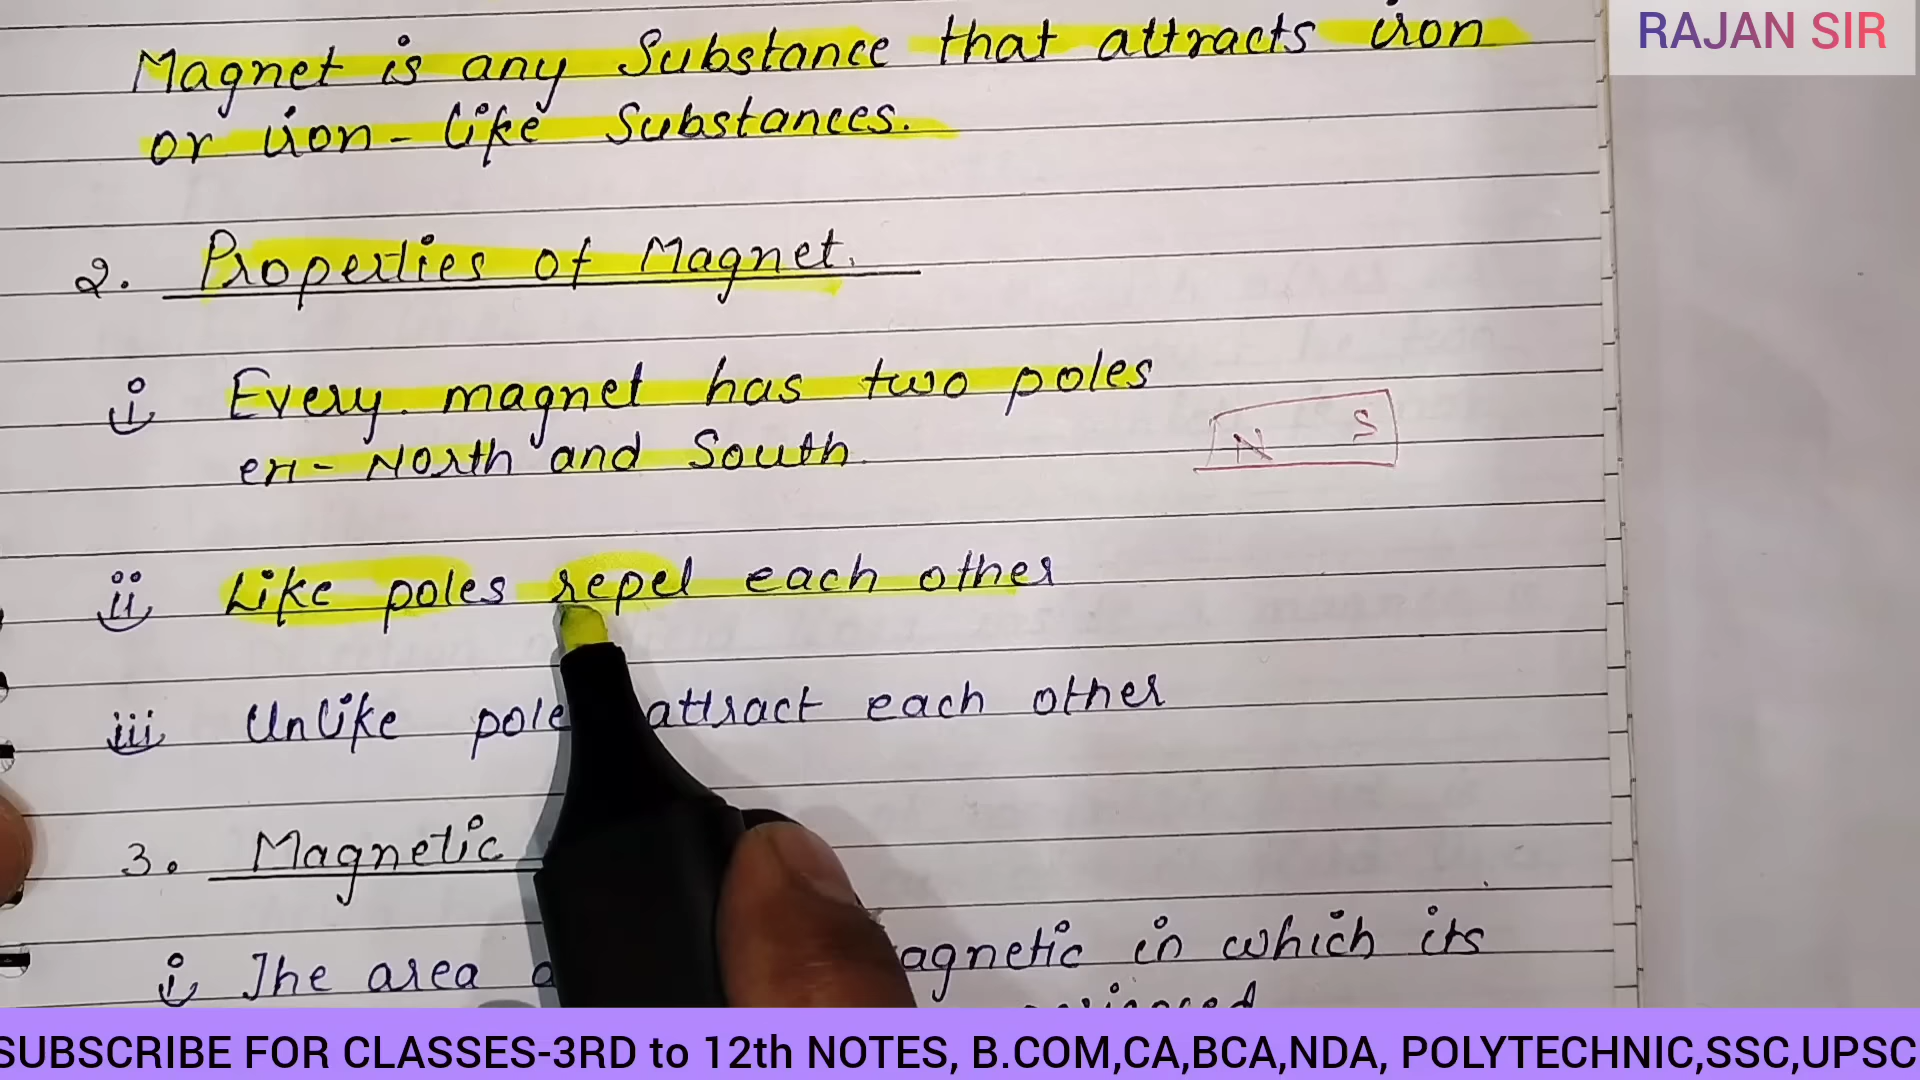 RAJAN SIR
Magnet is any Substance that attracts iron
or iron-like Substances.
2. Properties of Magnet.
i Every magnet has two poles
North and South
N S
ii Like poles repel each other
iii Unlike pole attract each other
3. Magnetic
i The area agnetic in which its
SUBSCRIBE FOR CLASSES-3RD to 12th NOTES, B.COM,CA,BCA,NDA, POLYTECHNIC,SSC,UPSC